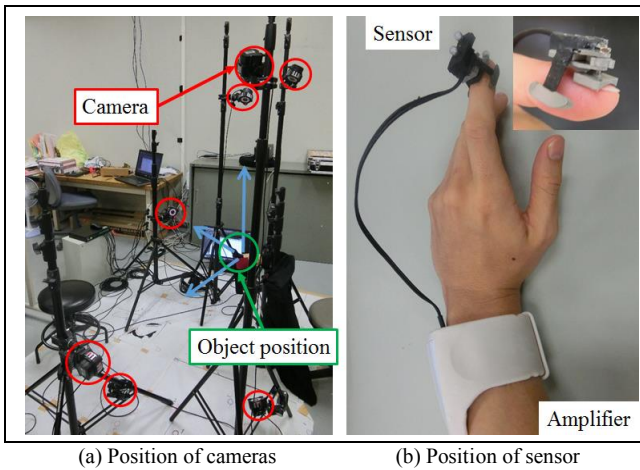 Camera
Object position
Sensor
Amplifier
(a) Position of cameras
(b) Position of sensor